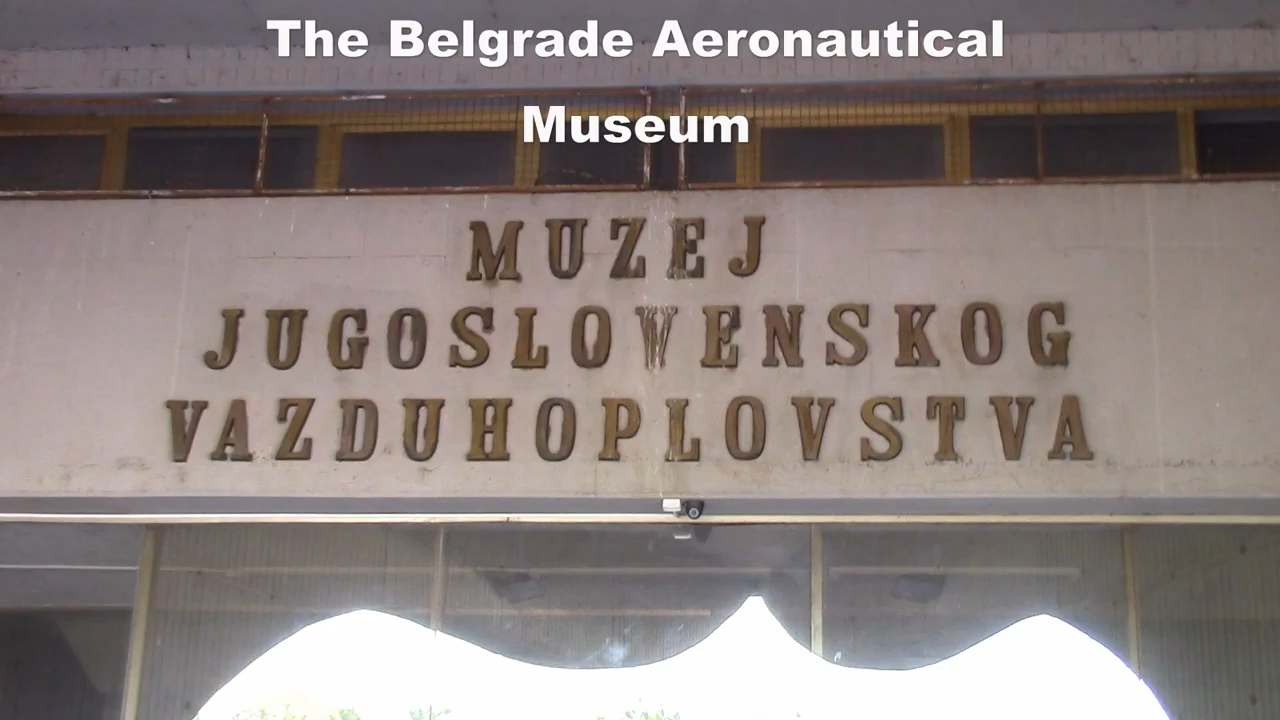 The Belgrade Aeronautical
Museum
MUZEJ
JUGOSLOVENSKOG
VAZDUHOPLOVSTVA